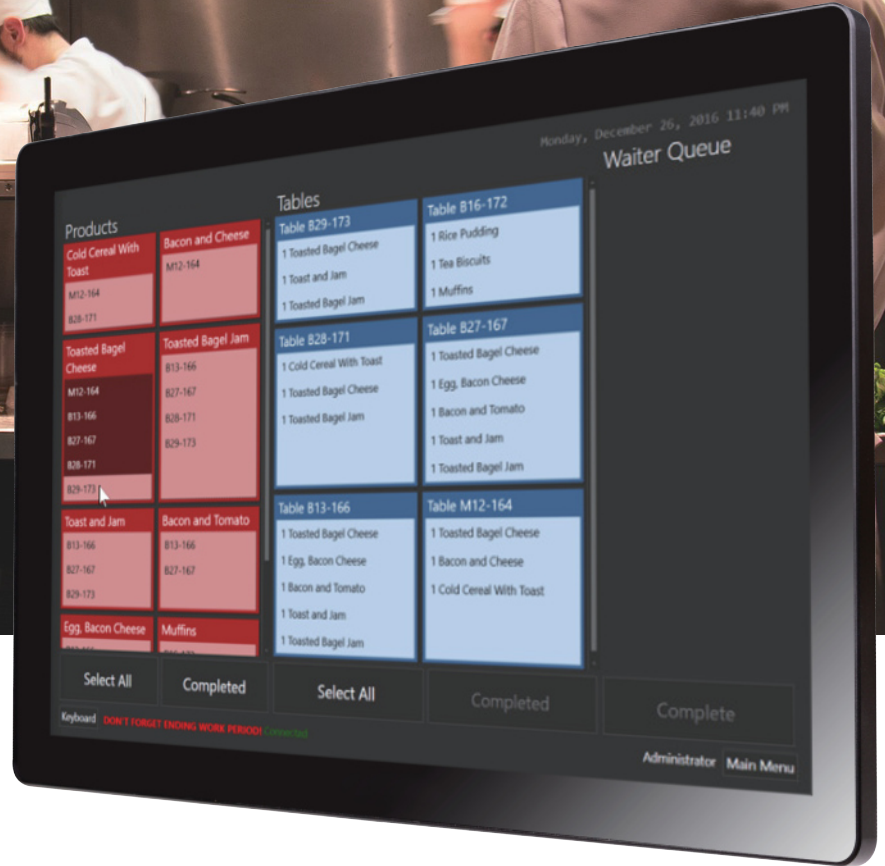 Monday, December 26, 2016 11:40 PM
Products
Cold Cereal With
Toast
M12-164
B28-171
Bacon and Cheese
M12-164
Toasted Bagel
Cheese
M12-164
B13-166
B27-167
B28-171
B29-173
Toasted Bagel Jam
B13-166
B27-167
B28-171
B29-173
Toast and Jam
B13-166
B27-167
B29-173
Bacon and Tomato
B13-166
B27-167
Egg, Bacon Cheese
Muffins
Select All
Completed
Tables
Table B29-173
1 Toasted Bagel Cheese
1 Toast and Jam
1 Toasted Bagel Jam
Table B16-172
1 Rice Pudding
1 Tea Biscuits
1 Muffins
Table B28-171
1 Cold Cereal With Toast
1 Toasted Bagel Cheese
1 Toasted Bagel Jam
Table B27-167
1 Toasted Bagel Cheese
1 Egg, Bacon Cheese
1 Bacon and Tomato
1 Toast and Jam
1 Toasted Bagel Jam
Table B13-166
1 Toasted Bagel Cheese
1 Egg, Bacon Cheese
1 Bacon and Tomato
1 Toast and Jam
1 Toasted Bagel Jam
Table M12-164
1 Toasted Bagel Cheese
1 Bacon and Cheese
1 Cold Cereal With Toast
Select All
Completed
Waiter Queue
Complete
Keyboard DON'T FORGET ENDING WORK PERIOD! Connected
Administrator Main Menu